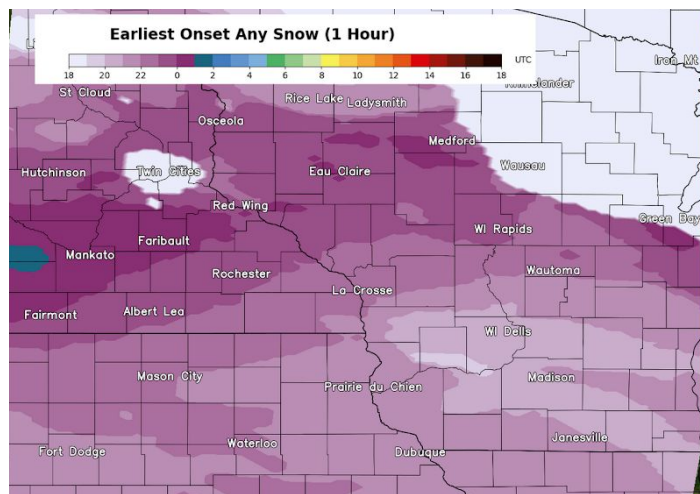 Earliest Onset Any Snow (1 Hour)
UTC
18 20 22 0 2 4 6 8 10 12 14 16 18
Iron Mt
St Cloud
Rice Lake
Ladysmith
Osceola
Medford
Wausau
Hutchinson
Twin Cities
Eau Claire
Red Wing
Green Bay
WI Rapids
Faribault
Mankato
Rochester
Wautoma
La Crosse
Fairmont
Albert Lea
WI Dells
Mason City
Prairie du Chien
Madison
Janesville
Fort Dodge
Waterloo
Dubuque